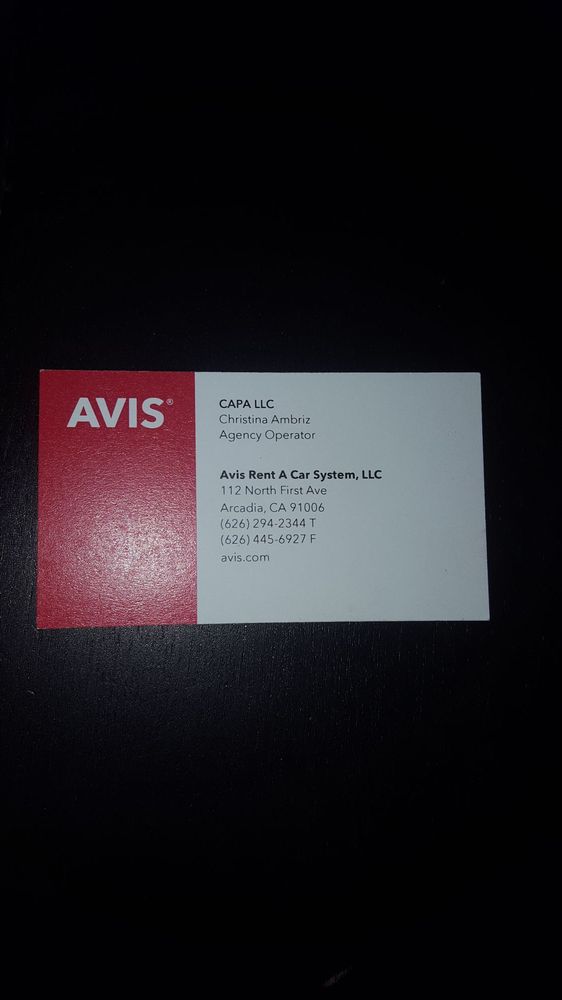 AVIS®
CAPA LLC
Christina Ambriz
Agency Operator
Avis Rent A Car System, LLC
112 North First Ave
Arcadia, CA 91006
(626) 294-2344 T
(626) 445-6927 F
avis.com